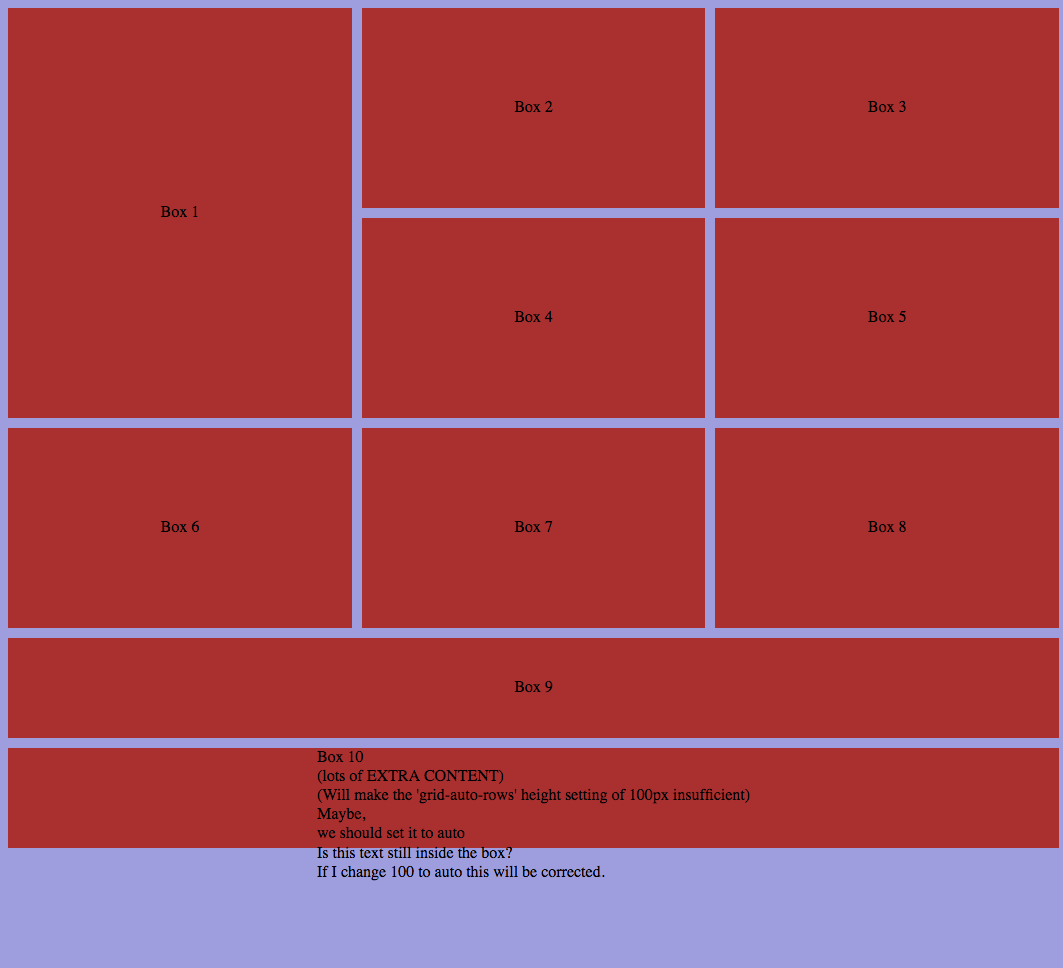 Box 1
Box 2
Box 3
Box 4
Box 5
Box 6
Box 7
Box 8
Box 9
Box 10
(lots of EXTRA CONTENT)
(Will make the 'grid-auto-rows' height setting of 100px insufficient)
Maybe,
we should set it to auto
Is this text still inside the box?
If I change 100 to auto this will be corrected.